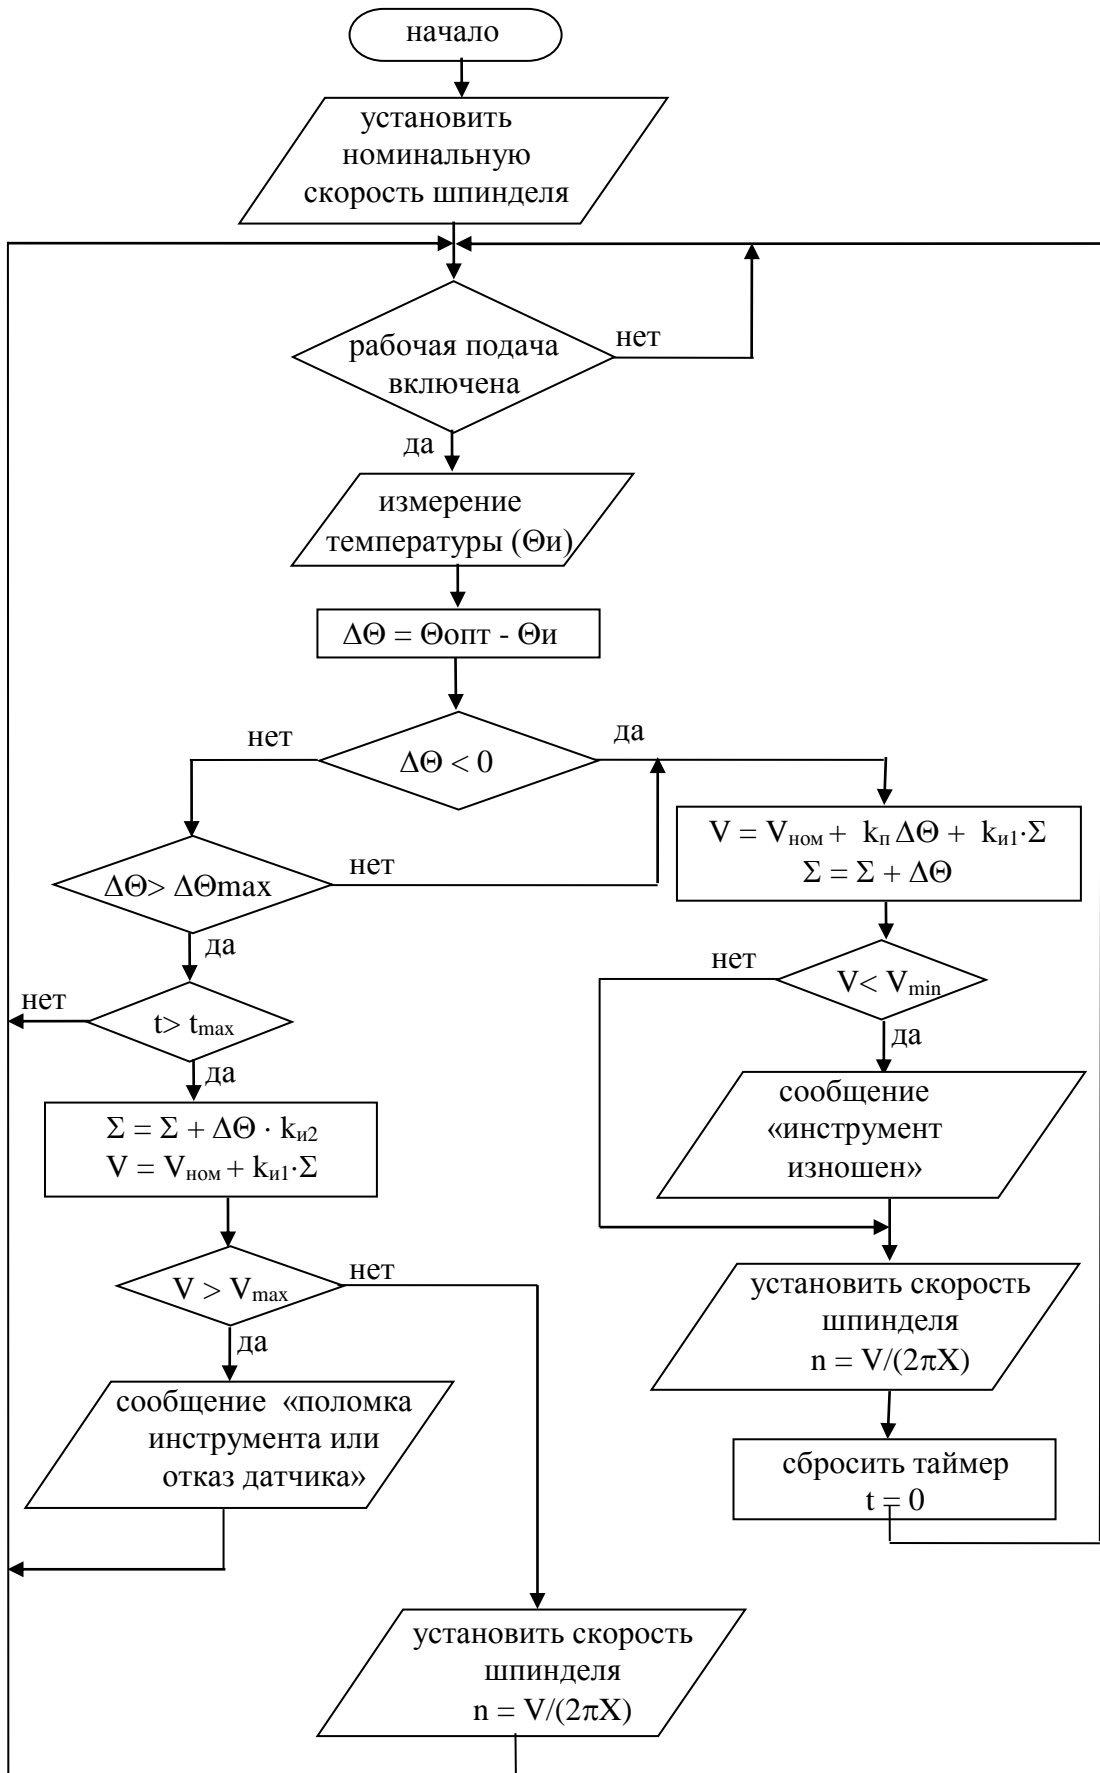 начало
установить
номинальную
скорость шпинделя
рабочая подача
включена
нет
да
измерение
температуры (Θи)
ΔΘ = Θопт - Θи
нет
ΔΘ < 0
да
ΔΘ> ΔΘmax
нет
да
V = Vном + kп ΔΘ + kи1·Σ
Σ = Σ + ΔΘ
нет
V< Vmin
да
нет
t> tmax
да
сообщение
«инструмент
изношен»
Σ = Σ + ΔΘ · kи2
V = Vном + kи1·Σ
V > Vmax
нет
да
установить скорость
шпинделя
n = V/(2πX)
сообщение «поломка
инструмента или
отказ датчика»
сбросить таймер
t = 0
установить скорость
шпинделя
n = V/(2πX)